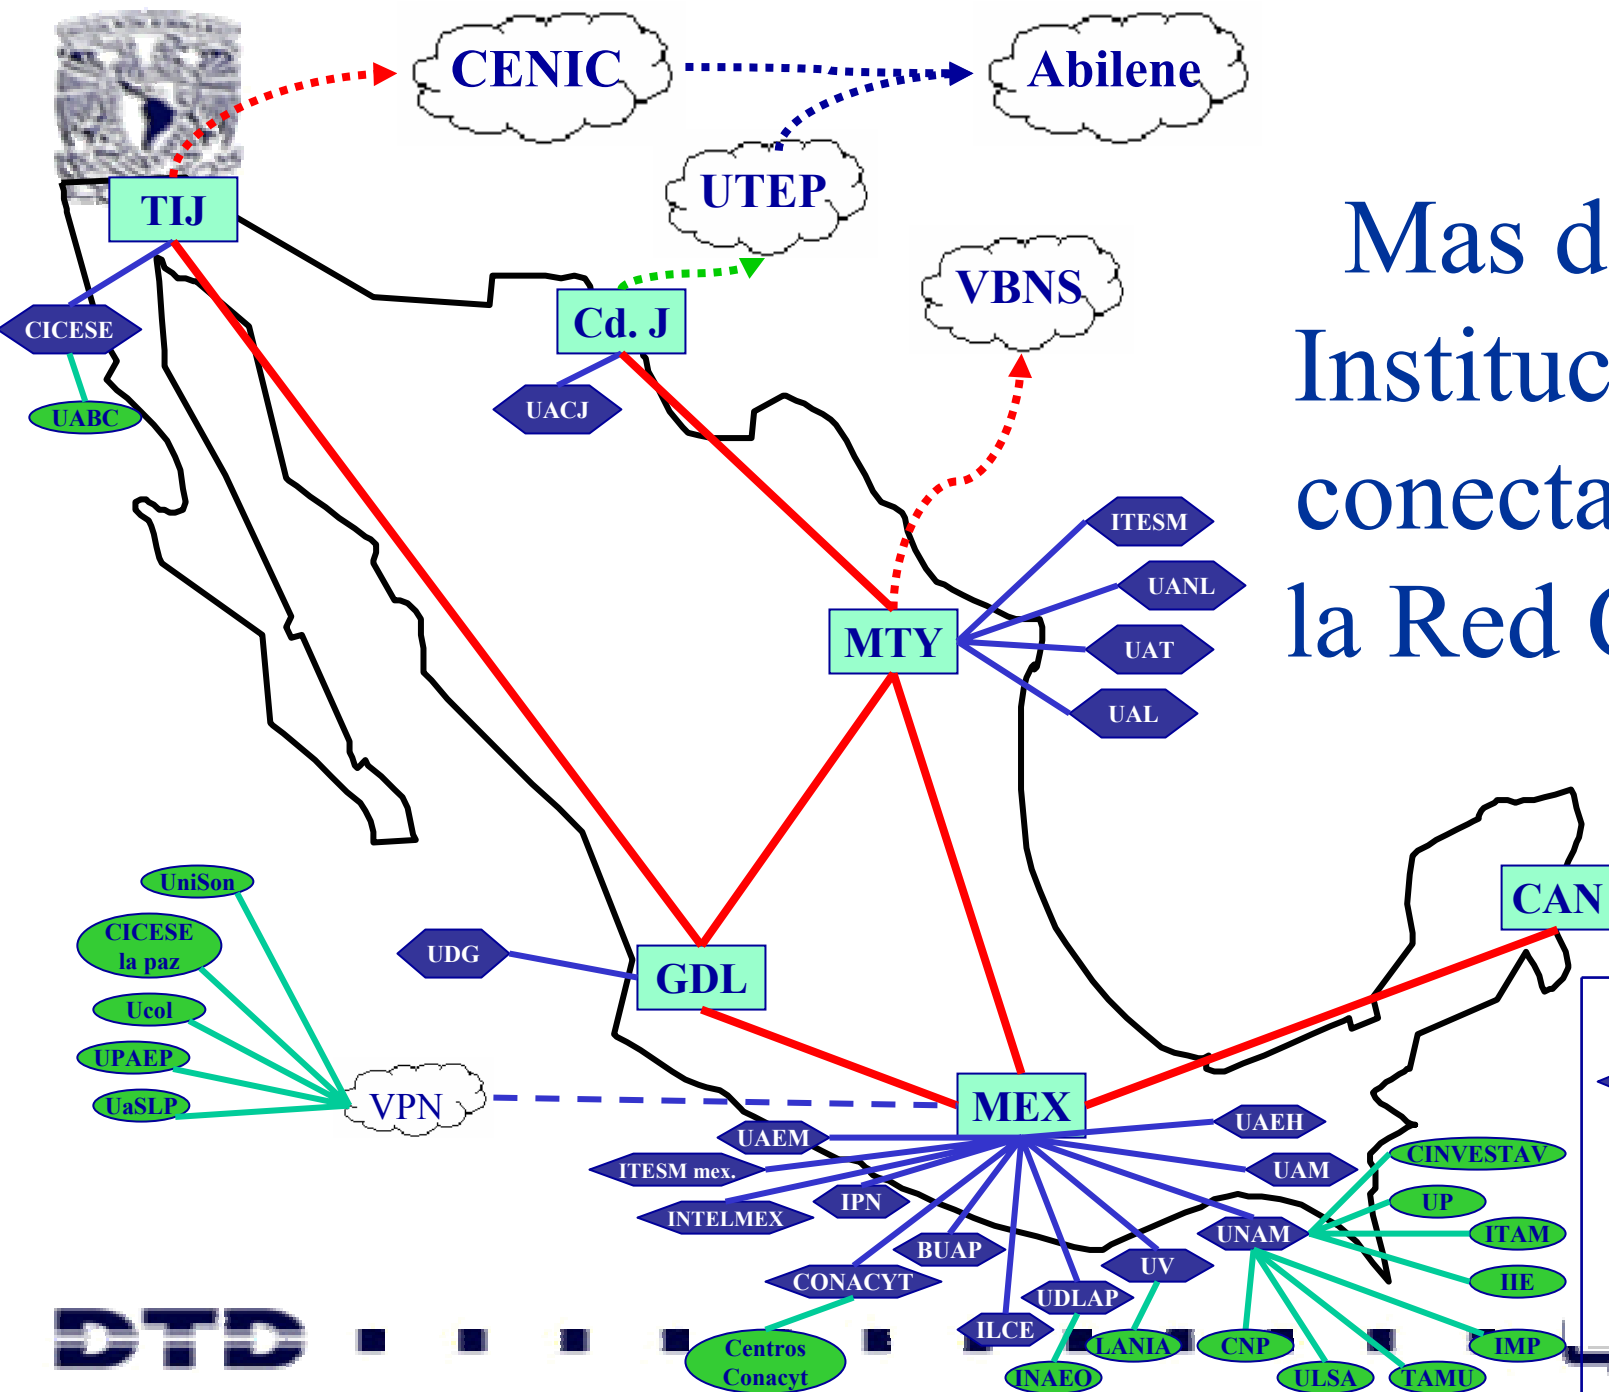 CENIC
Abilene
UTEP
TIJ
VBNS
Cd. J
CICESE
UABC
UACJ
Mas d
Instituc
conecta
la Red
ITESM
UANL
MTY
UAT
UAL
UniSon
CICESE
la paz
Ucol
UPAEP
UaSLP
VPN
UDG
GDL
CAN
MEX
UAEM
ITESM mex.
INTELMEX
IPN
BUAP
CONACYT
Centros
Conacyt
ILCE
UDLAP
INAEO
UV
LANIA
UAEH
UAM
UNAM
CINVESTAV
UP
ITAM
IIE
IMP
TAMU
ULSA
CNP
DTD